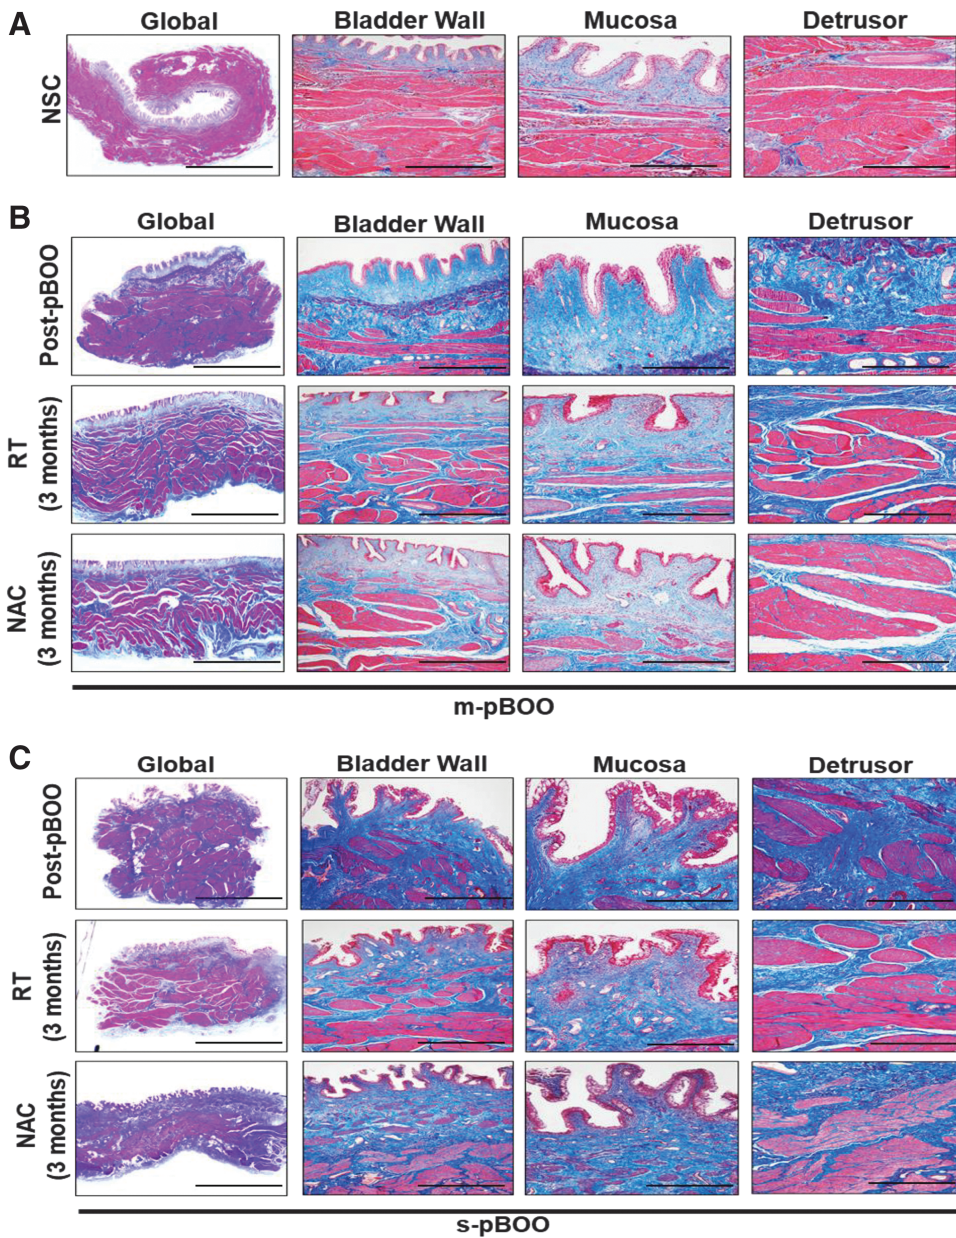 A
Global
Bladder Wall
Mucosa
Detrusor
NSC
B
Global
Bladder Wall
Mucosa
Detrusor
Post-pBOO
RT
(3 months)
NAC
(3 months)
m-pBOO
C
Global
Bladder Wall
Mucosa
Detrusor
Post-pBOO
RT
(3 months)
NAC
(3 months)
s-pBOO